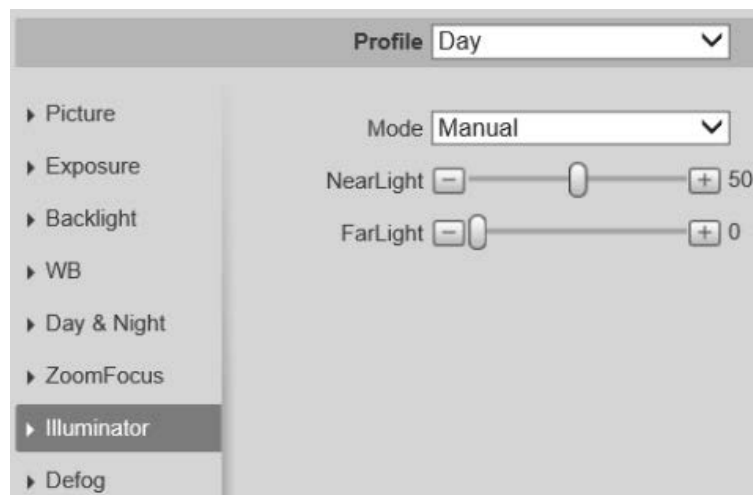 Profile Day
Picture
Mode Manual
Exposure
NearLight 50
Backlight
FarLight 0
WB
Day & Night
ZoomFocus
Illuminator
Defog